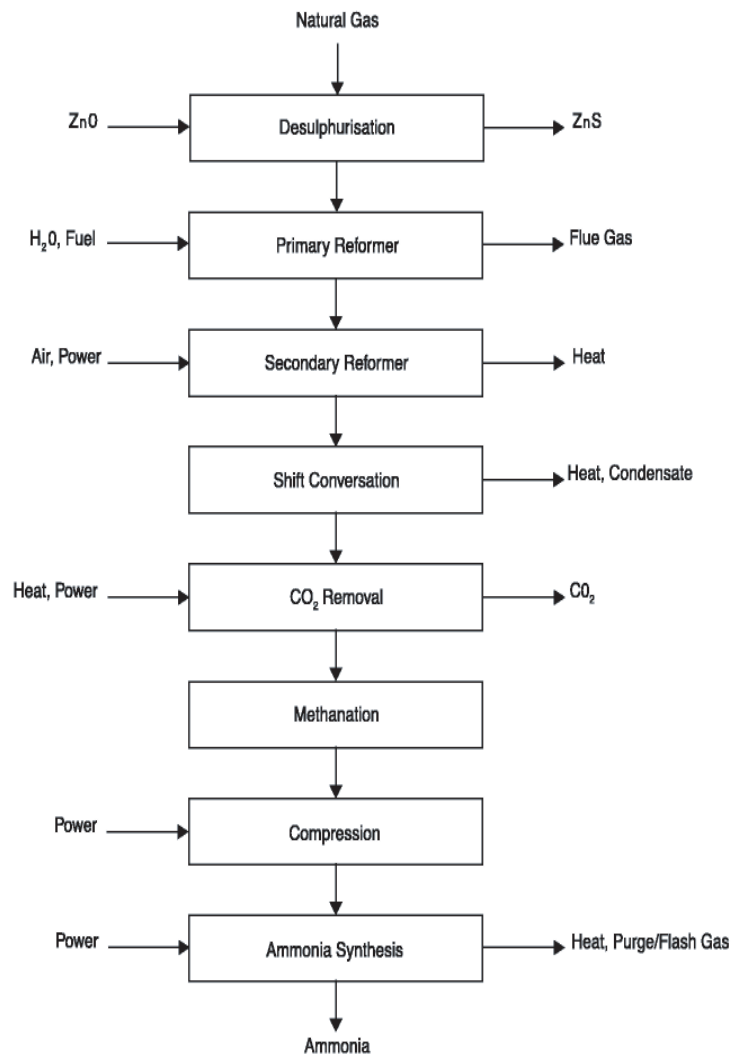 Natural Gas
ZnO
Desulphurisation
ZnS
H₂0, Fuel
Primary Reformer
Flue Gas
Air, Power
Secondary Reformer
Heat
Shift Conversation
Heat, Condensate
Heat, Power
CO₂ Removal
C0₂
Methanation
Power
Compression
Power
Ammonia Synthesis
Heat, Purge/Flash Gas
Ammonia